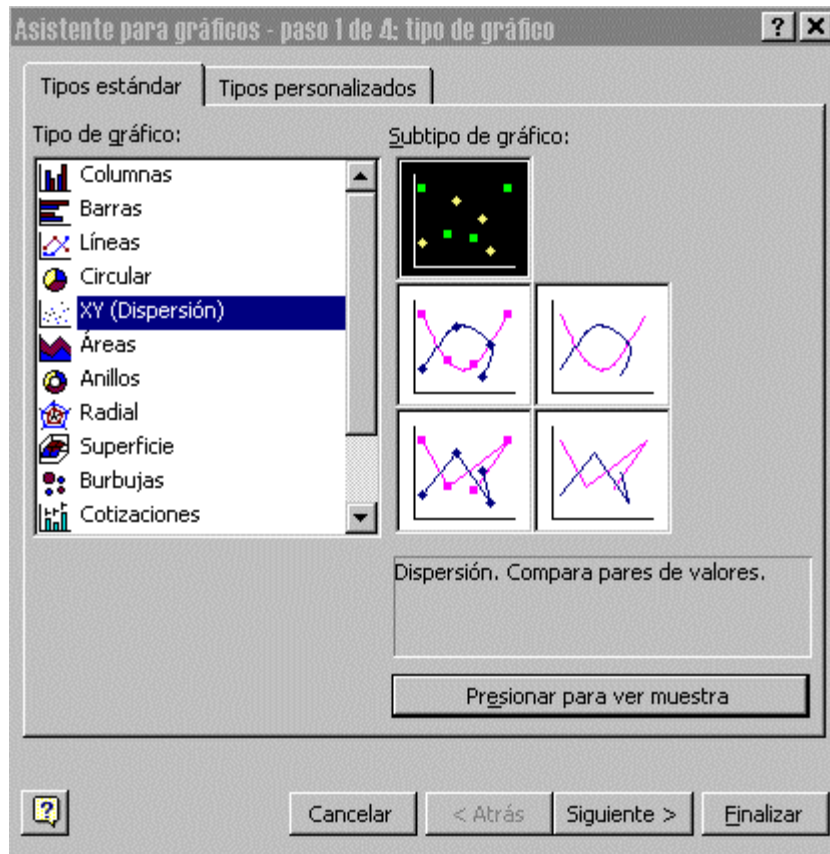 Asistente para gráficos - paso 1 de 4: tipo de gráfico
Tipos estándar
Tipos personalizados
Tipo de gráfico:
Columnas
Barras
Líneas
Circular
XY (Dispersión)
Áreas
Anillos
Radial
Superficie
Burbujas
Cotizaciones
Subtipo de gráfico:
Dispersión. Compara pares de valores.
Presionar para ver muestra
Cancelar
< Atrás
Siguiente >
Finalizar